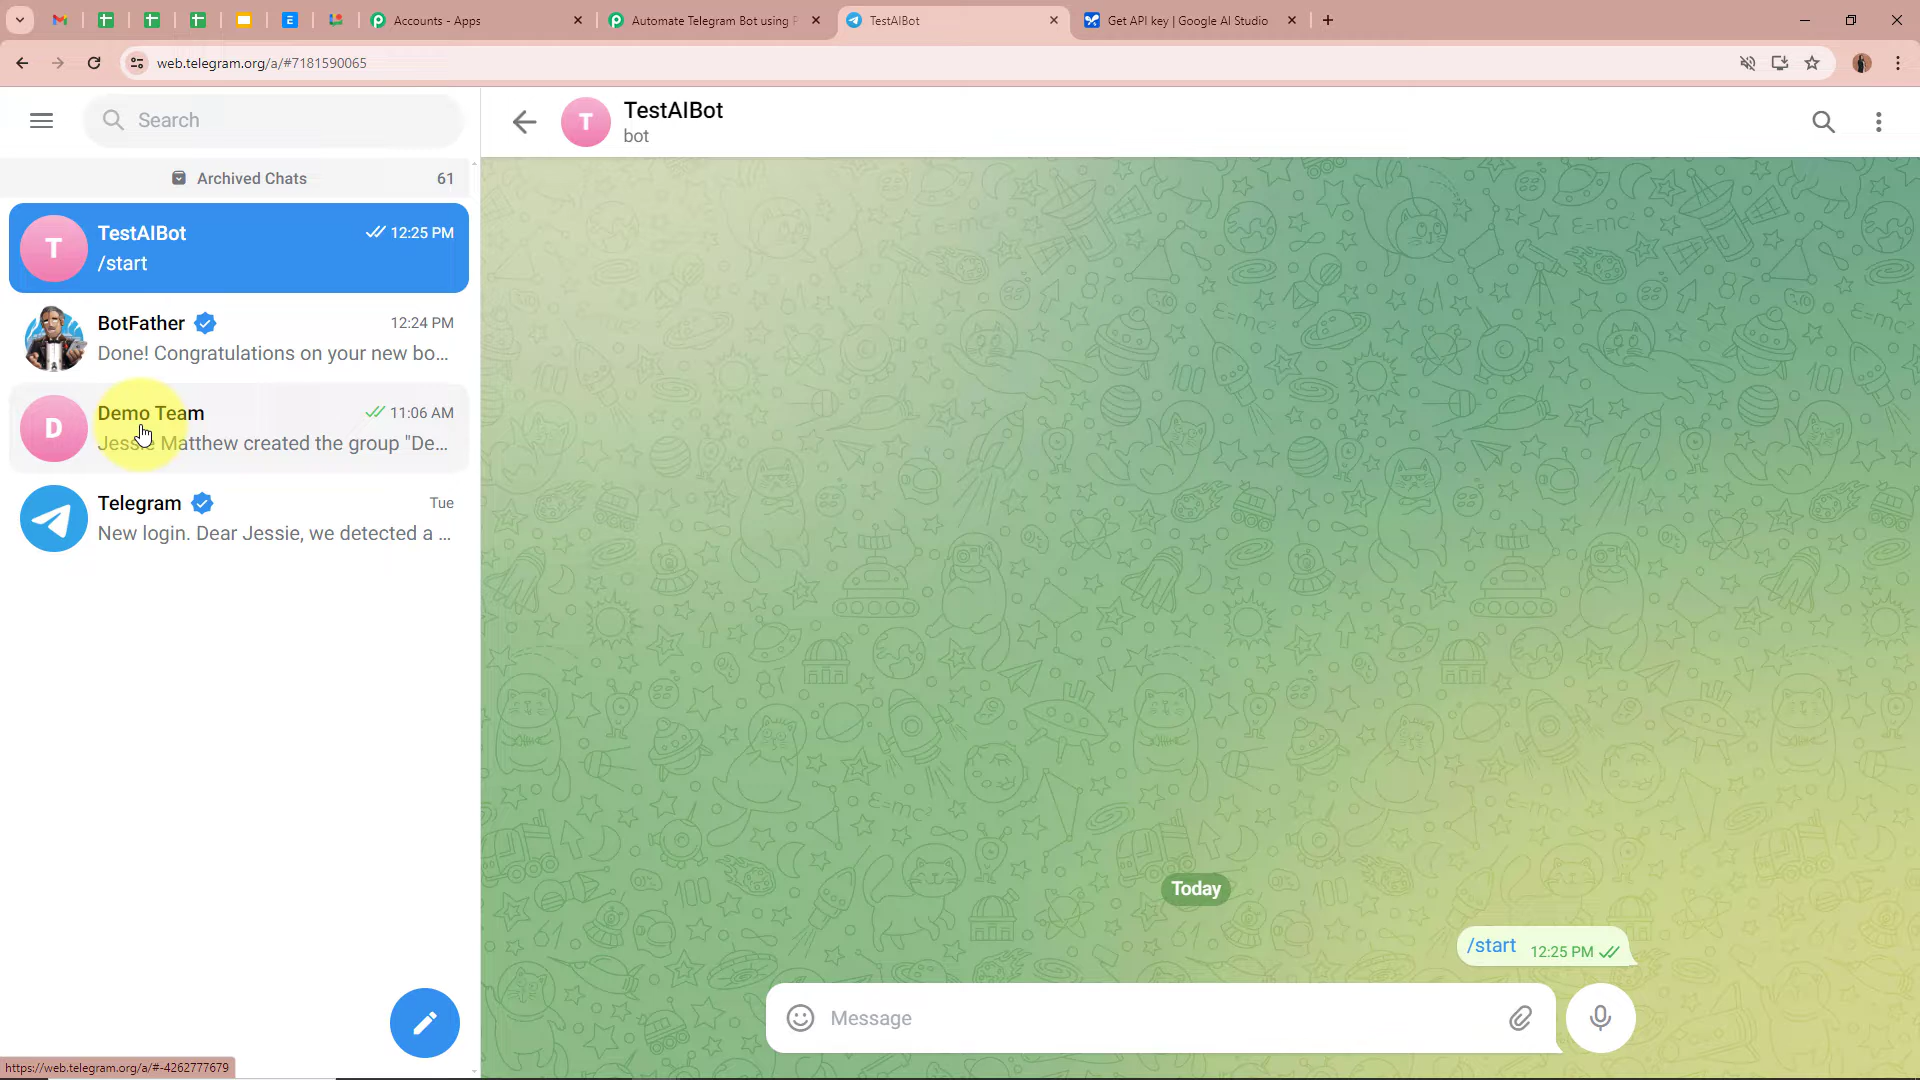 Accounts - Apps
Automate Telegram Bot using
TestAIBot
Get API key | Google AI Studio
web.telegram.org/a/#7181590065
Search
Archived Chats 61
T
TestAIBot 12:25 PM
/start
BotFather 12:24 PM
Done! Congratulations on your new bo...
D
Demo Team 11:06 AM
Jessie Matthew created the group "De...
Telegram Tue
New login. Dear Jessie, we detected a ...
https://web.telegram.org/a/#-4262777679
T
TestAIBot
bot
Today
/start 12:25 PM
Message